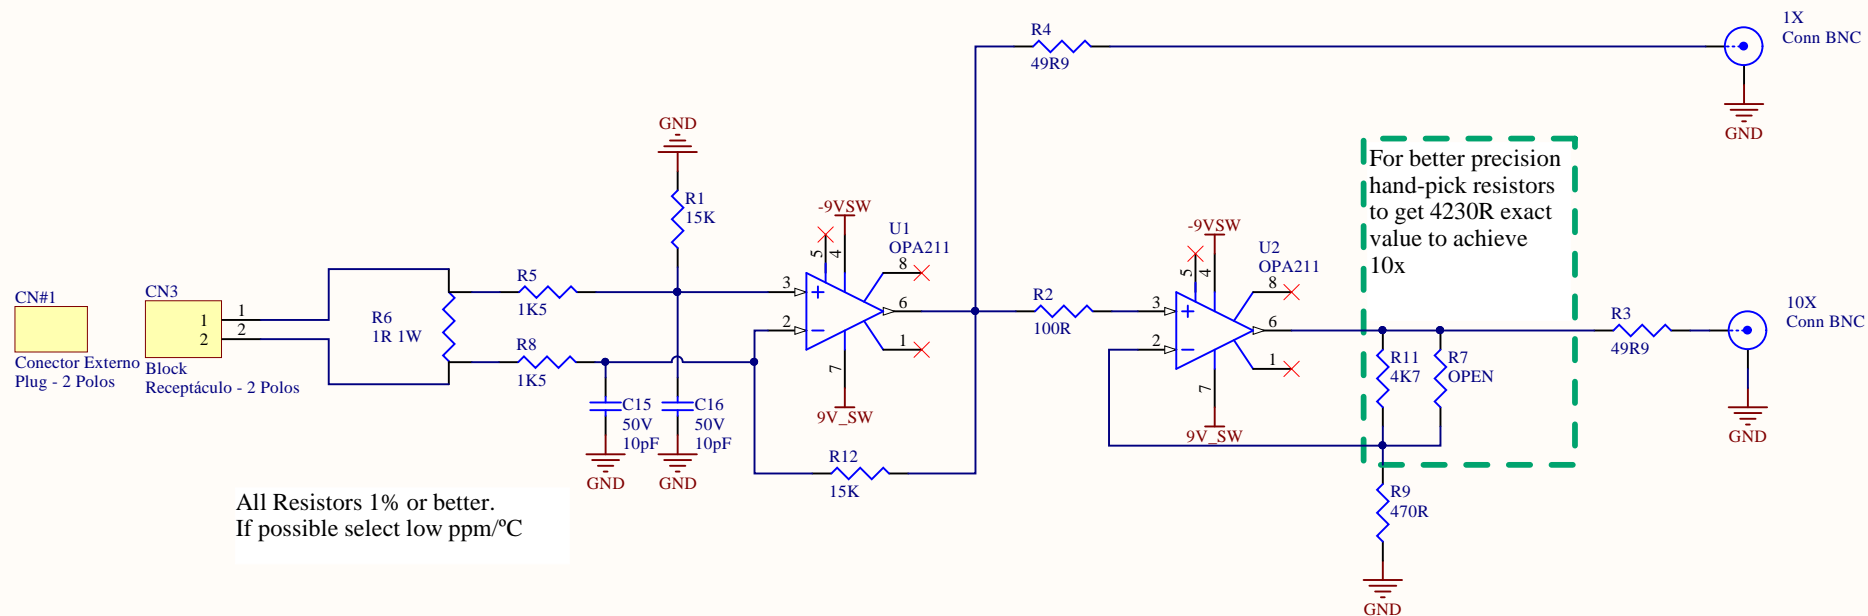 R4
49R9
1X
Conn BNC
GND
GND
R1
15K
For better precision
hand-pick resistors
to get 4230R exact
value to achieve
10x
-9VSW
U1
OPA211
5
4
8
3
2
6
1
7
9V_SW
-9VSW
U2
OPA211
5
4
8
3
2
6
1
7
9V_SW
CN#1
Conector Externo
Plug - 2 Polos
CN3
1
2
1
2
Block
Receptáculo - 2 Polos
R6
1R 1W
R5
1K5
R8
1K5
C15
50V
10pF
GND
C16
50V
10pF
GND
R12
15K
R2
100R
R11
4K7
R7
OPEN
R3
49R9
10X
Conn BNC
GND
R9
470R
GND
All Resistors 1% or better.
If possible select low ppm/ºC